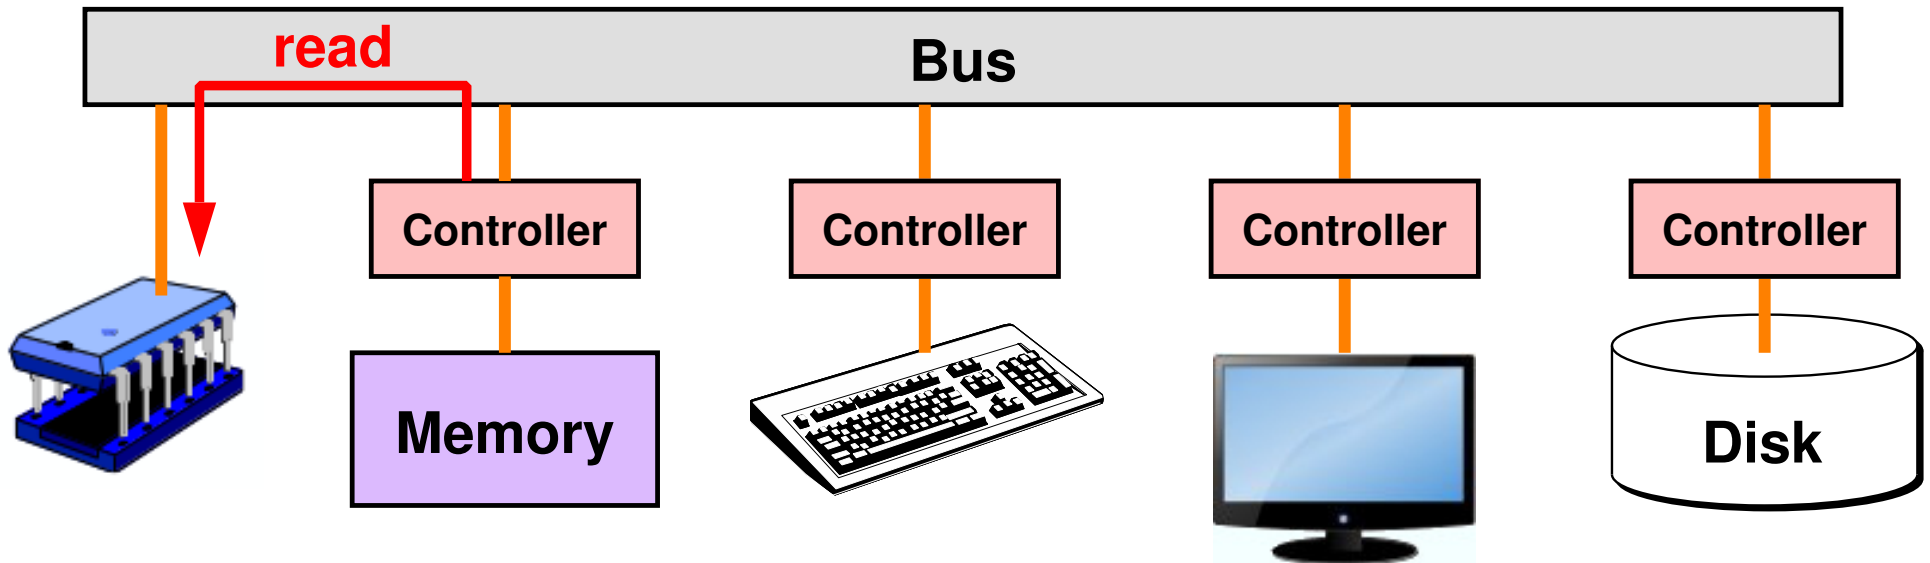 read
Bus
Controller
Controller
Controller
Controller
Memory
Disk